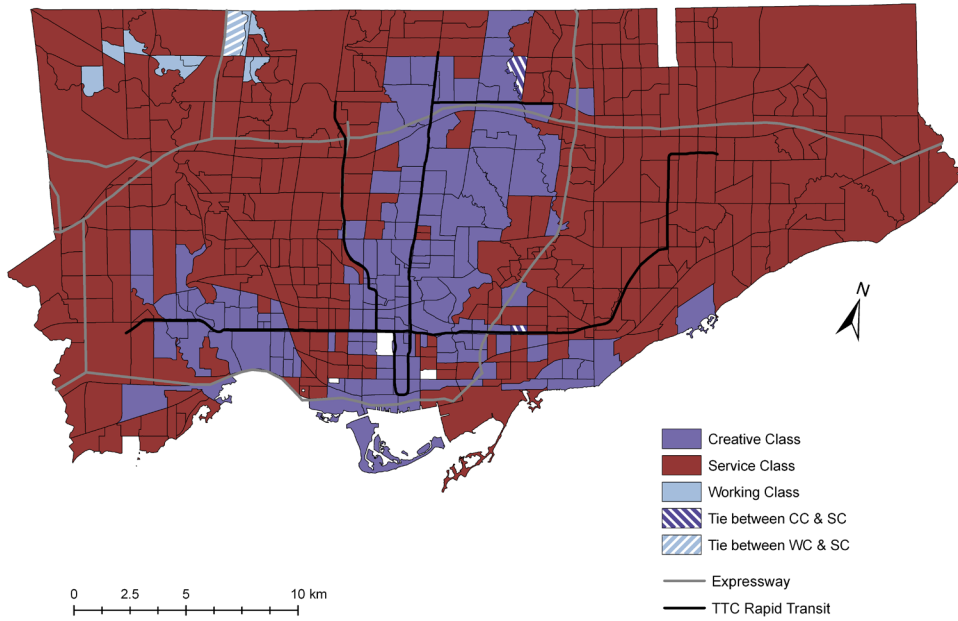 N
Creative Class
Service Class
Working Class
Tie between CC & SC
Tie between WC & SC
Expressway
TTC Rapid Transit
0 2.5 5 10 km